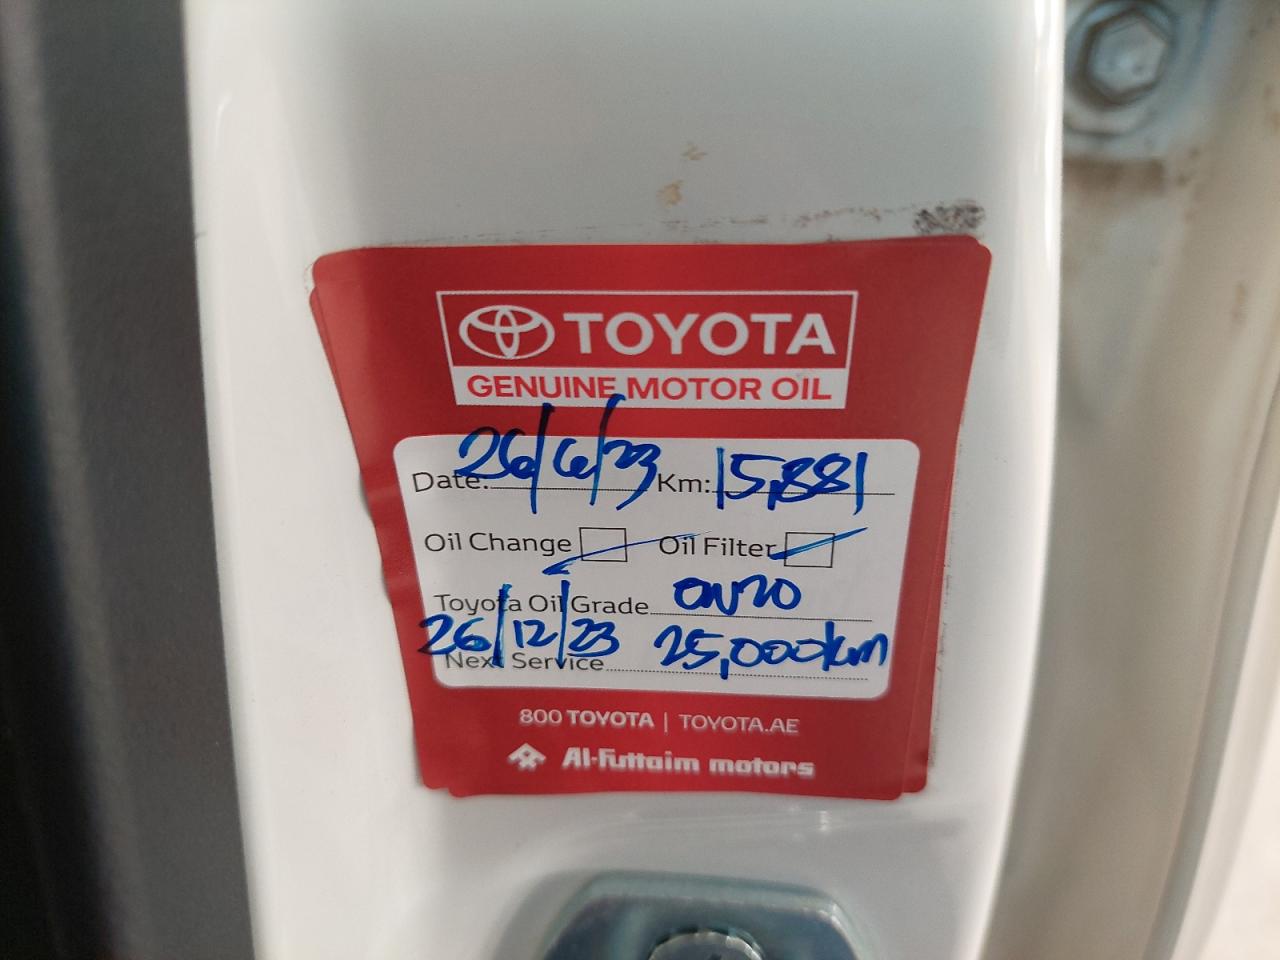 TOYOTA
GENUINE MOTOR OIL
Date: 26/6/23 Km: 15,881
Oil Change Oil Filter
Toyota Oil Grade 0W20
26/12/23 25,000km
Next Service
800 TOYOTA | TOYOTA.AE
Al-Futtaim motors